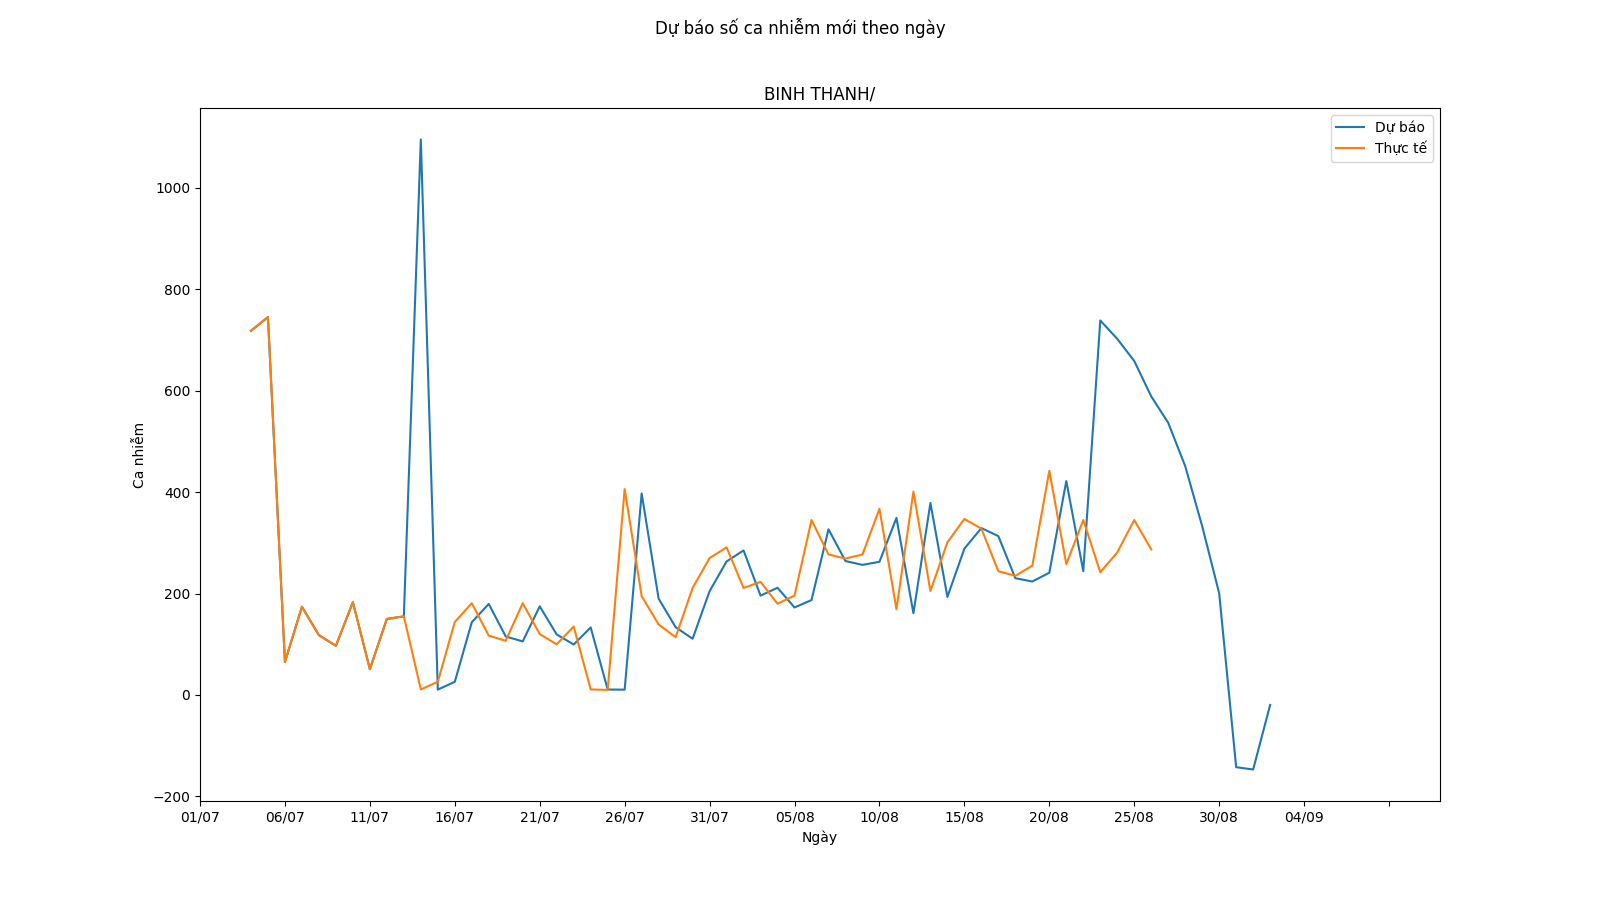 Dự báo số ca nhiễm mới theo ngày
BINH THANH/
Dự báo
Thực tế
Ca nhiễm
1000
800
600
400
200
0
−200
01/07 06/07 11/07 16/07 21/07 26/07 31/07 05/08 10/08 15/08 20/08 25/08 30/08 04/09
Ngày